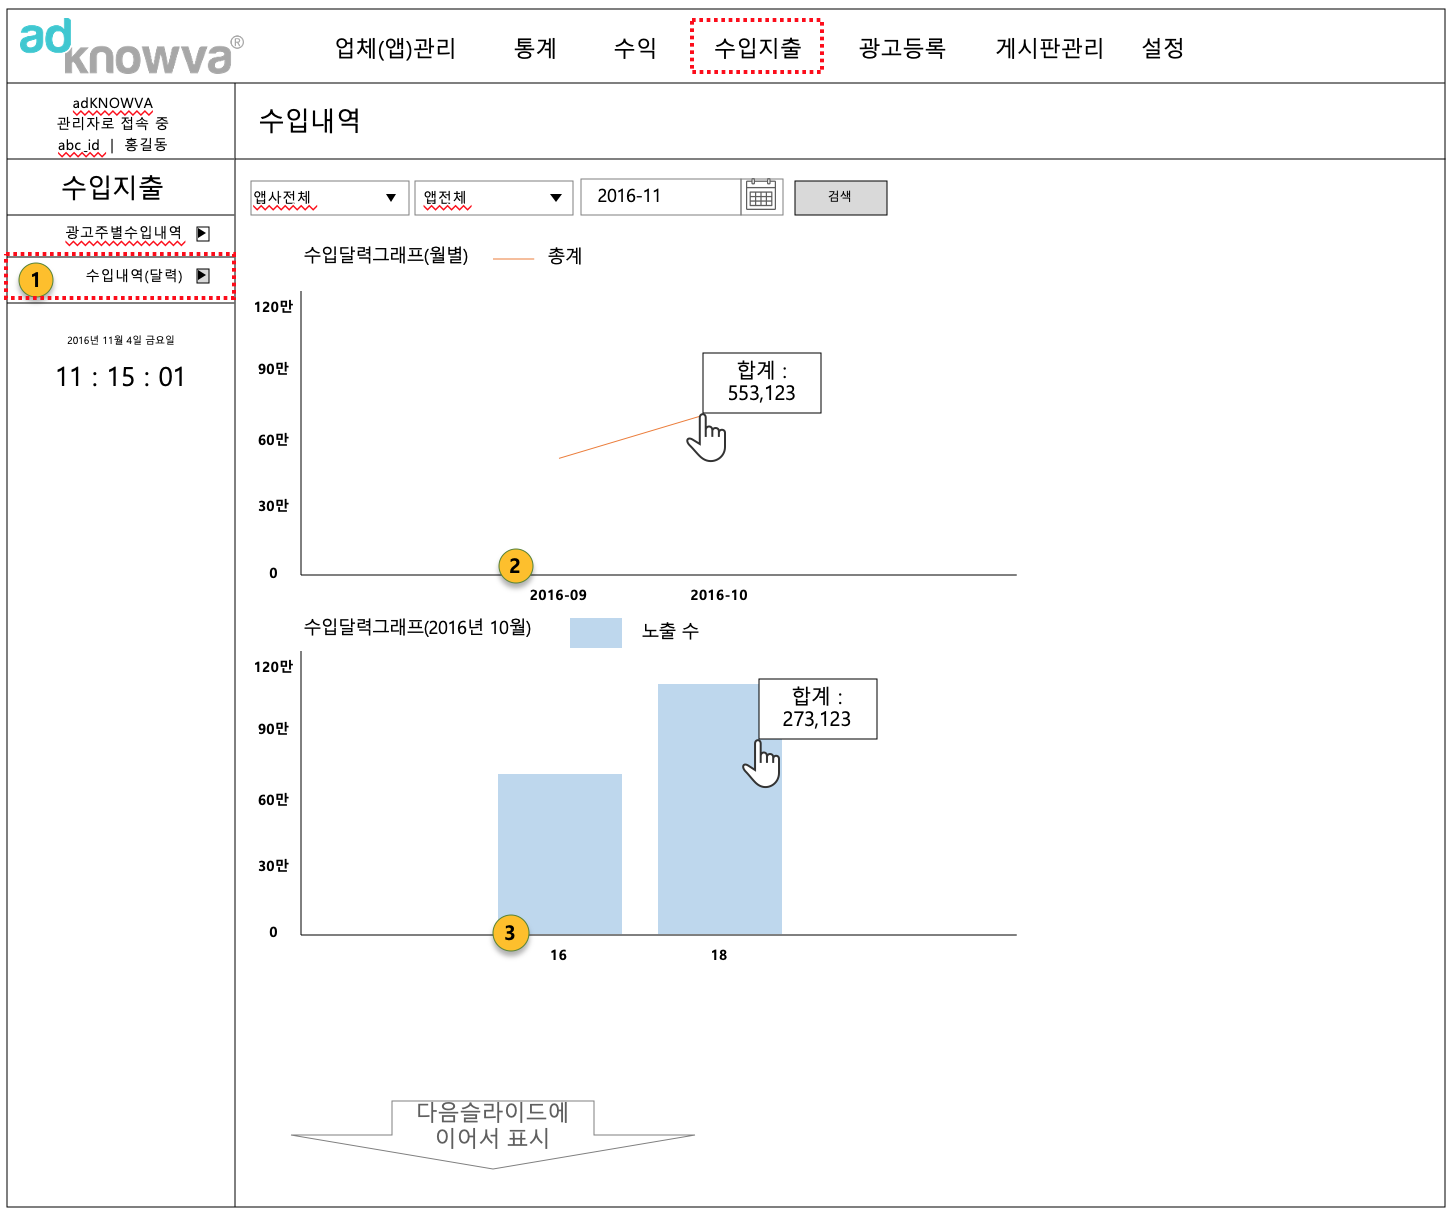 adknowva®
업체(앱)관리 통계 수익 수입지출 광고등록 게시판관리 설정
adKNOWVA
관리자로 접속 중
abc_id | 홍길동
수입내역
수입지출
광고주별수입내역
1 수입내역(달력)
2016년 11월 4일 금요일
11 : 15 : 01
앱사전체 앱전체 2016-11 검색
수입달력그래프(월별) 총계
120만
90만
60만
30만
0
합계 :
553,123
2
2016-09 2016-10
수입달력그래프(2016년 10월) 노출 수
120만
90만
60만
30만
0
합계 :
273,123
3
16 18
다음슬라이드에
이어서 표시